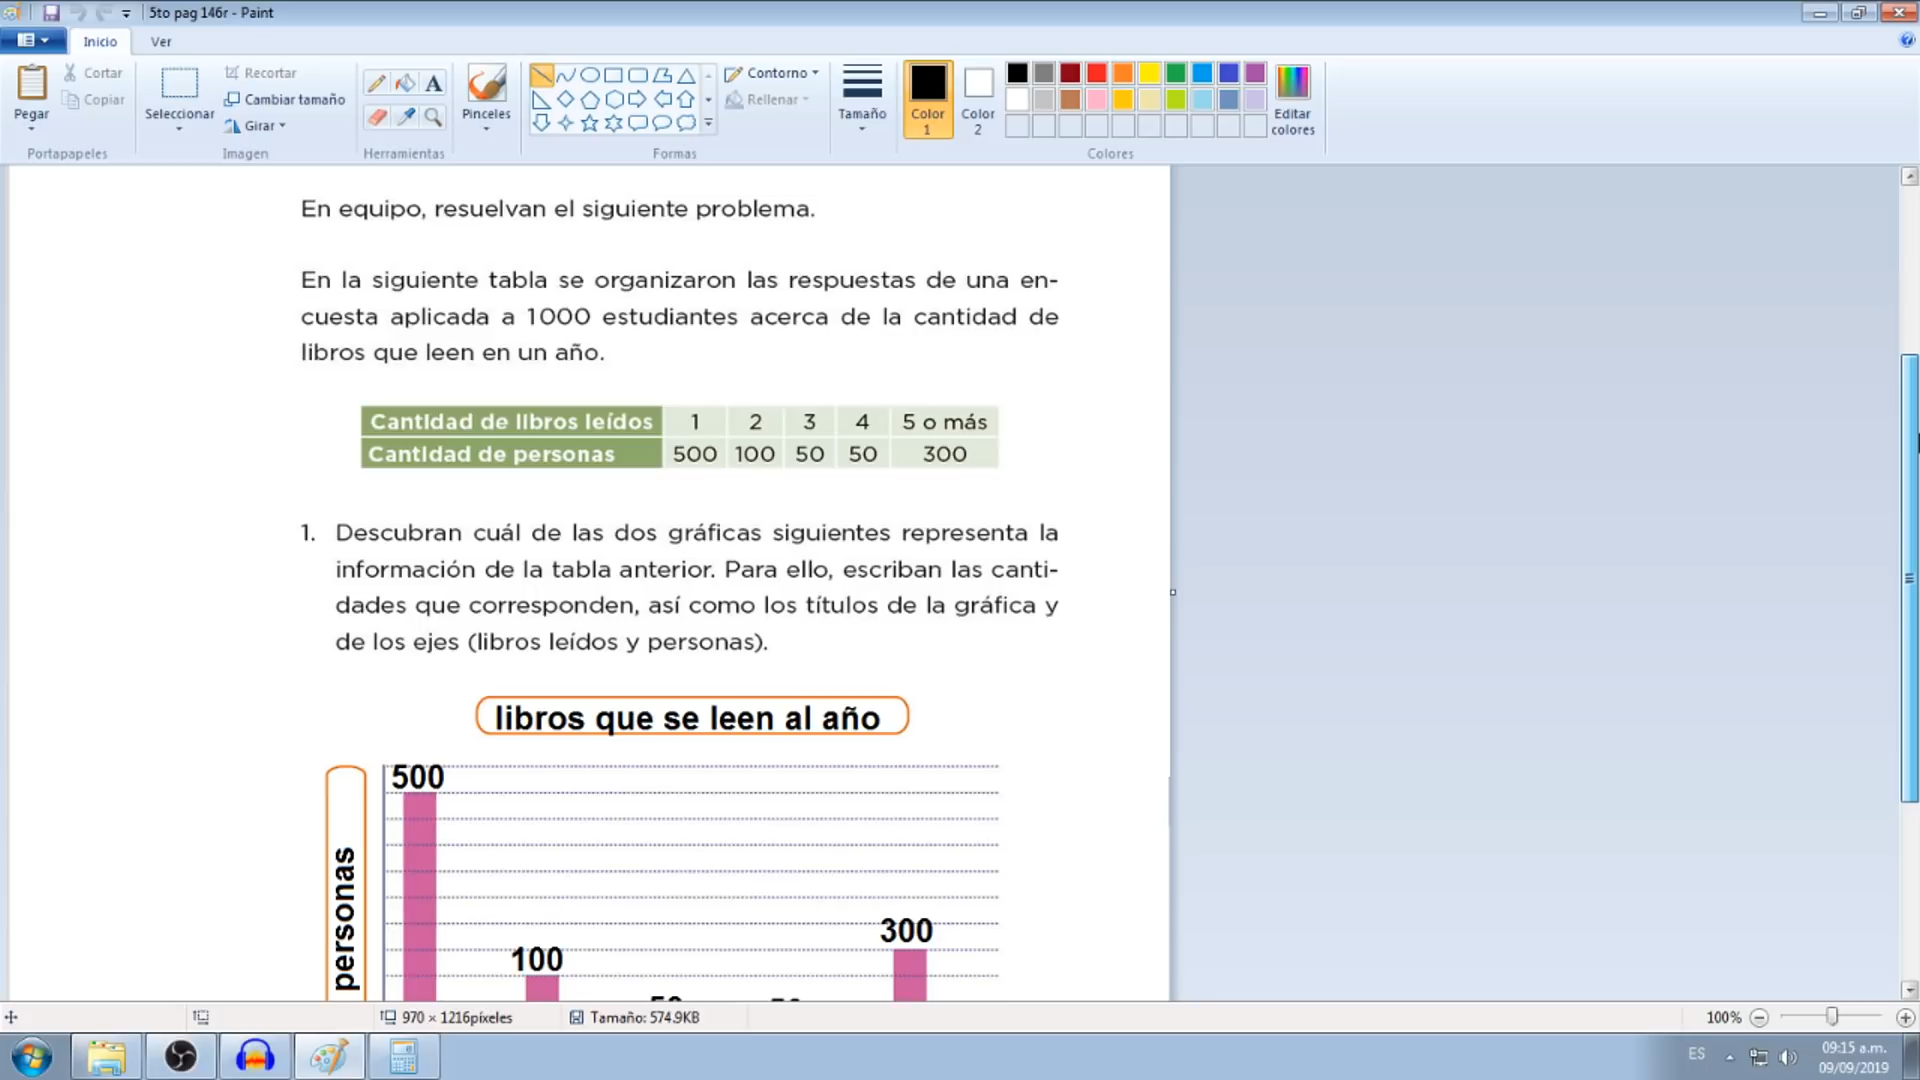 5to pag 146r - Paint
Inicio Ver
Pegar
Cortar
Copiar
Portapapeles
Seleccionar
Recortar
Cambiar tamaño
Girar
Imagen
A
Herramientas
Pinceles
Contorno
Rellenar
Formas
Tamaño
Color 1
Color 2
Editar colores
Colores
En equipo, resuelvan el siguiente problema.
En la siguiente tabla se organizaron las respuestas de una en-
cuesta aplicada a 1000 estudiantes acerca de la cantidad de
libros que leen en un año.
Cantidad de libros leídos 1 2 3 4 5 o más
Cantidad de personas 500 100 50 50 300
1. Descubran cuál de las dos gráficas siguientes representa la
información de la tabla anterior. Para ello, escriban las canti-
dades que corresponden, así como los títulos de la gráfica y
de los ejes (libros leídos y personas).
libros que se leen al año
personas
500
100
300
970 × 1216píxeles
Tamaño: 574.9KB
100%
ES
09:15 a.m.
09/09/2019